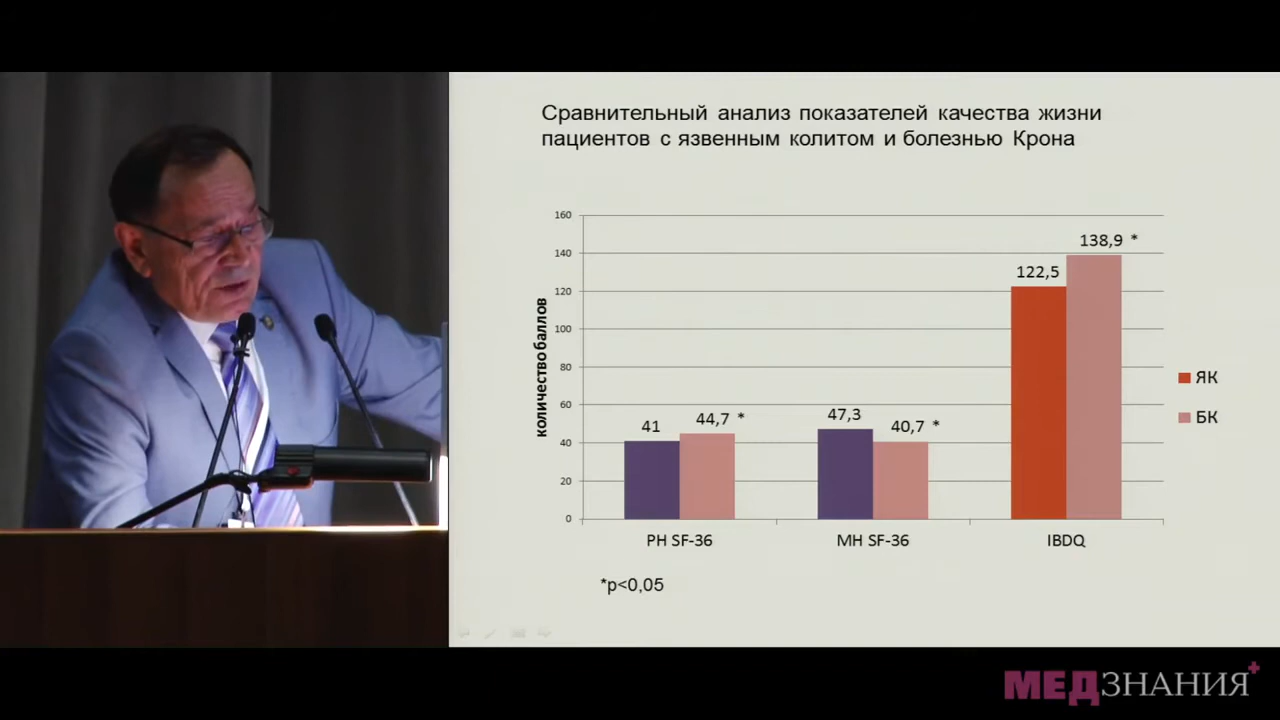 Сравнительный анализ показателей качества жизни
пациентов с язвенным колитом и болезнью Крона
количество баллов
160
140
120
100
80
60
40
20
0
41
44,7 *
47,3
40,7 *
122,5
138,9 *
PH SF-36
MH SF-36
IBDQ
ЯК
БК
*p<0,05
МЕДЗНАНИЯ+